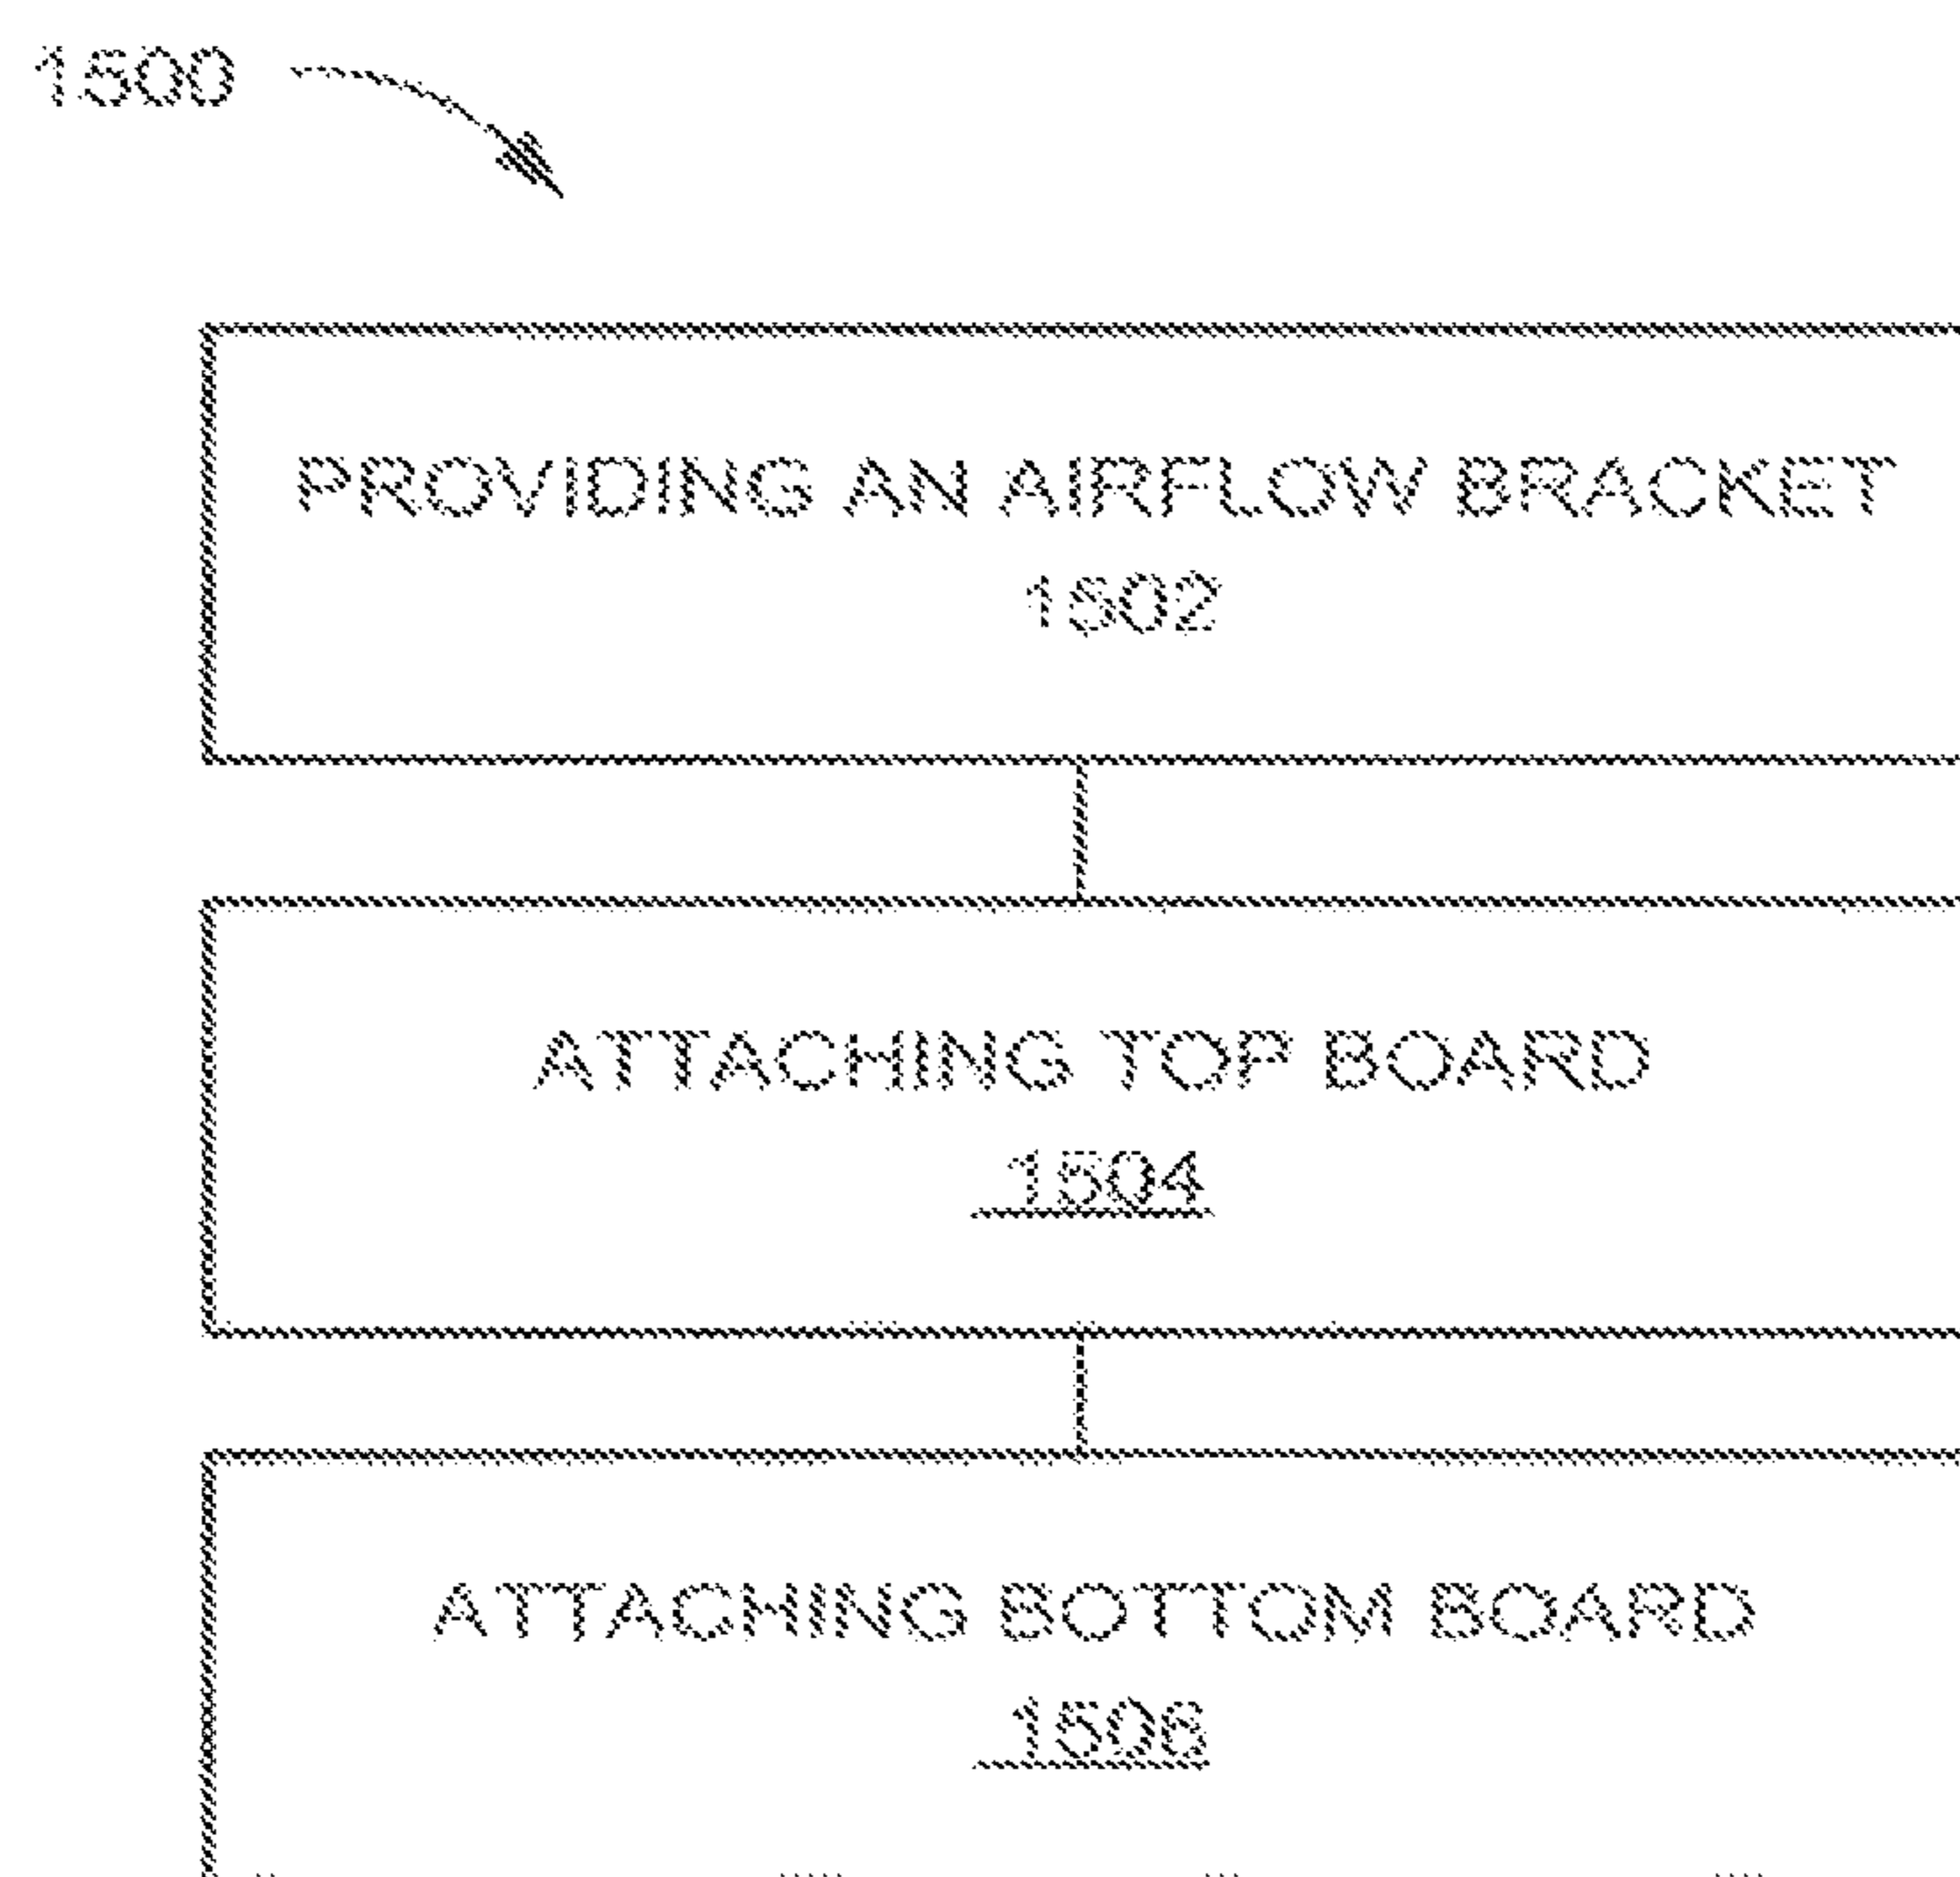 1500
PROVIDING AN AIRFLOW BRACKET
1502
ATTACHING TOP BOARD
1504
ATTACHING BOTTOM BOARD
1506